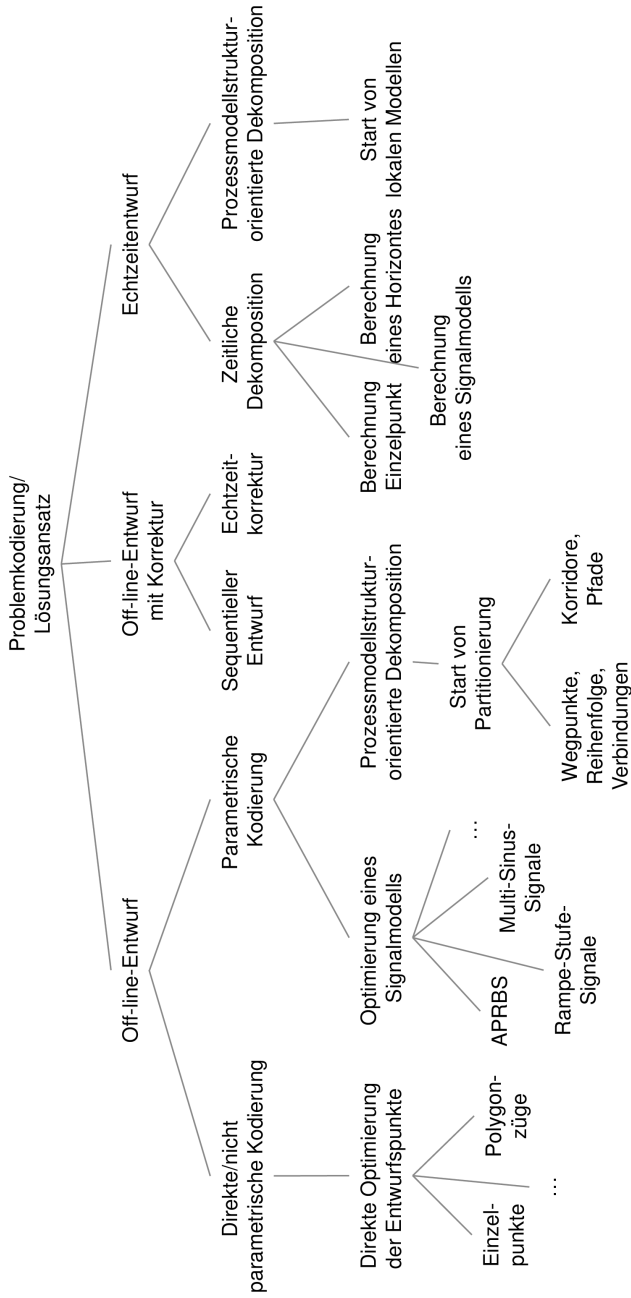 Problemkodierung/
Lösungsansatz
Off-line-Entwurf
Off-line-Entwurf
mit Korrektur
Echtzeitentwurf
Direkte/nicht
parametrische Kodierung
Parametrische
Kodierung
Sequentieller
Entwurf
Echtzeit-
korrektur
Zeitliche
Dekomposition
Prozessmodellstruktur-
orientierte Dekomposition
Direkte Optimierung
der Entwurfspunkte
Optimierung eines
Signalmodells
Prozessmodellstruktur-
orientierte Dekomposition
Berechnung
Einzelpunkt
Berechnung
eines Horizontes
Start von
lokalen Modellen
Berechnung
eines Signalmodells
Einzel-
punkte
...
Polygon-
züge
APRBS
Rampe-Stufe-
Signale
Multi-Sinus-
Signale
...
Start von
Partitionierung
Wegpunkte,
Reihenfolge,
Verbindungen
Korridore,
Pfade